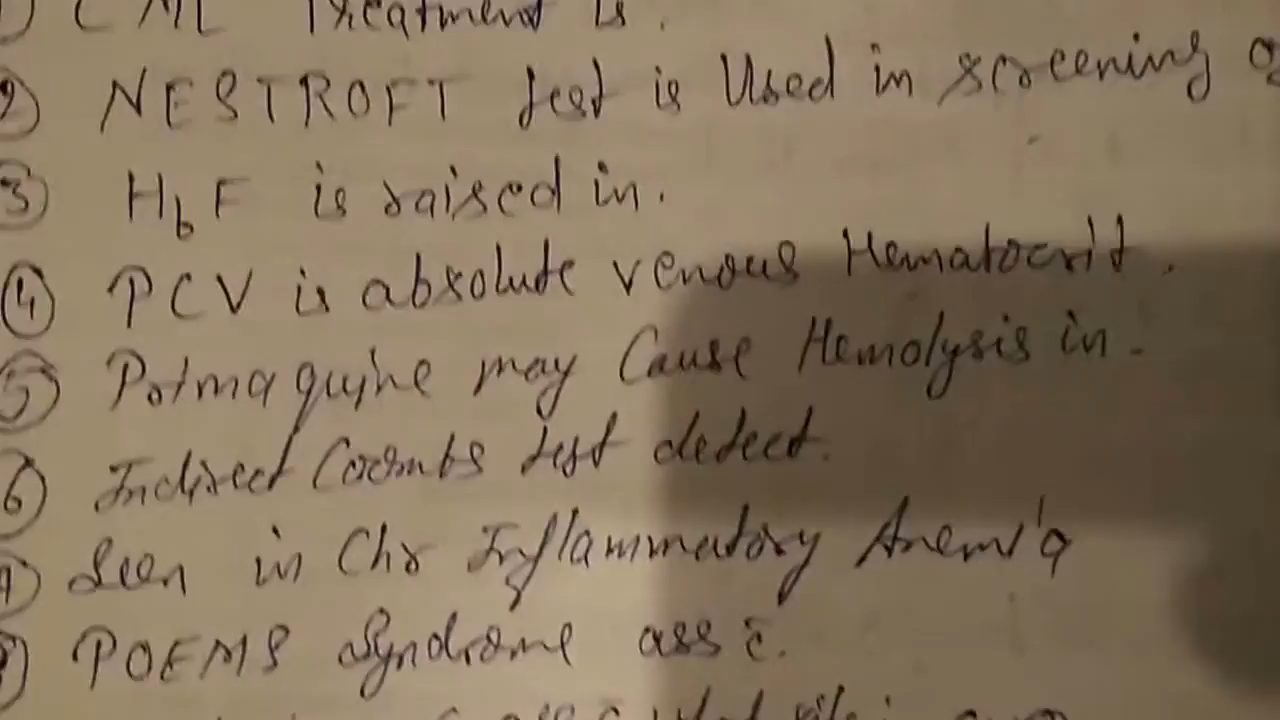 1) CML Treatment is.
2 NESTROFT test is Used in screening
3 HbF is raised in.
4 PCV is absolute venous Hematocrit.
5 may Cause Hemolysis in.
6 Indirect Coombs test detect.
7 Seen in Chr Inflammatory Anemia
8 POEMS Syndrome ass c̄.